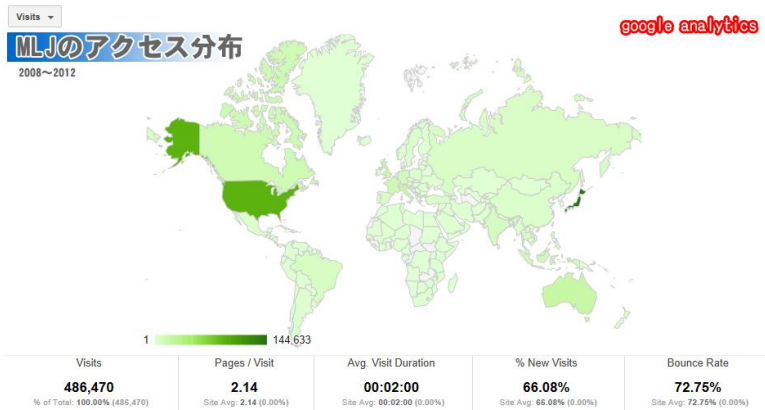 Visits
google analytics
MLJのアクセス分布
2008～2012
1 144,633
Visits Pages / Visit Avg. Visit Duration % New Visits Bounce Rate
486,470 2.14 00:02:00 66.08% 72.75%
% of Total: 100.00% (486,470) Site Avg: 2.14 (0.00%) Site Avg: 00:02:00 (0.00%) Site Avg: 66.08% (0.00%) Site Avg: 72.75% (0.00%)